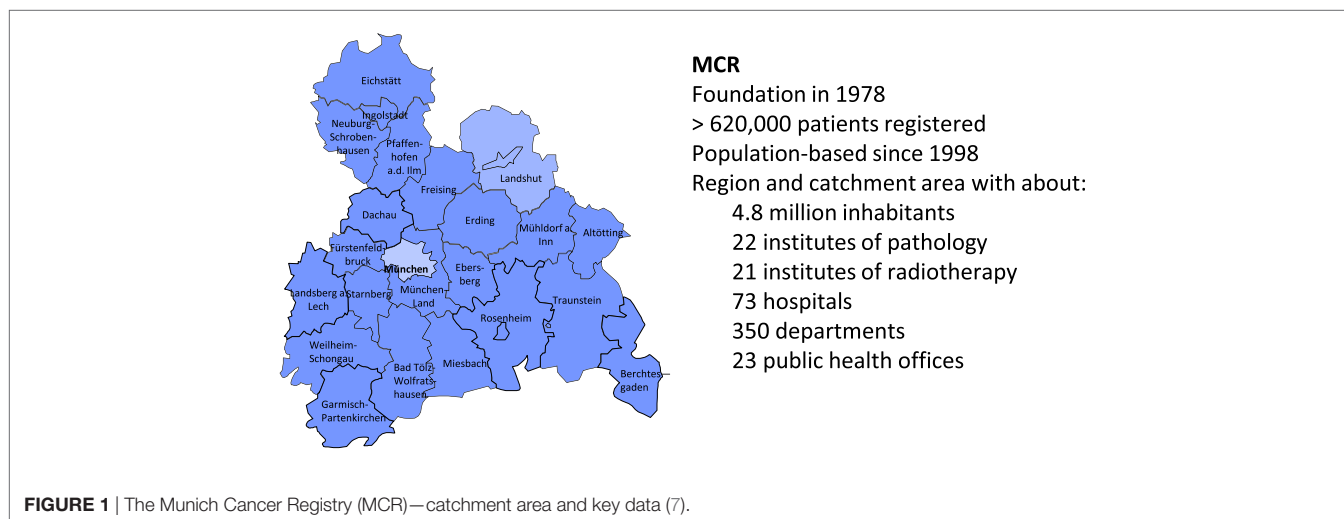 Eichstätt
Ingolstadt
Neuburg-
Schroben-
hausen
Pfaffen-
hofen
a.d. Ilm
Landshut
Freising
Dachau
Erding
Mühldorf a.
Inn
Altötting
Fürstenfeld-
bruck
München
Ebers-
berg
Landsberg a.
Lech
Starnberg
München-
Land
Traunstein
Rosenheim
Weilheim-
Schongau
Bad Tölz-
Wolfrats-
hausen
Miesbach
Berchtes-
gaden
Garmisch-
Partenkirchen
MCR
Foundation in 1978
> 620,000 patients registered
Population-based since 1998
Region and catchment area with about:
4.8 million inhabitants
22 institutes of pathology
21 institutes of radiotherapy
73 hospitals
350 departments
23 public health offices
FIGURE 1 | The Munich Cancer Registry (MCR)—catchment area and key data (7).